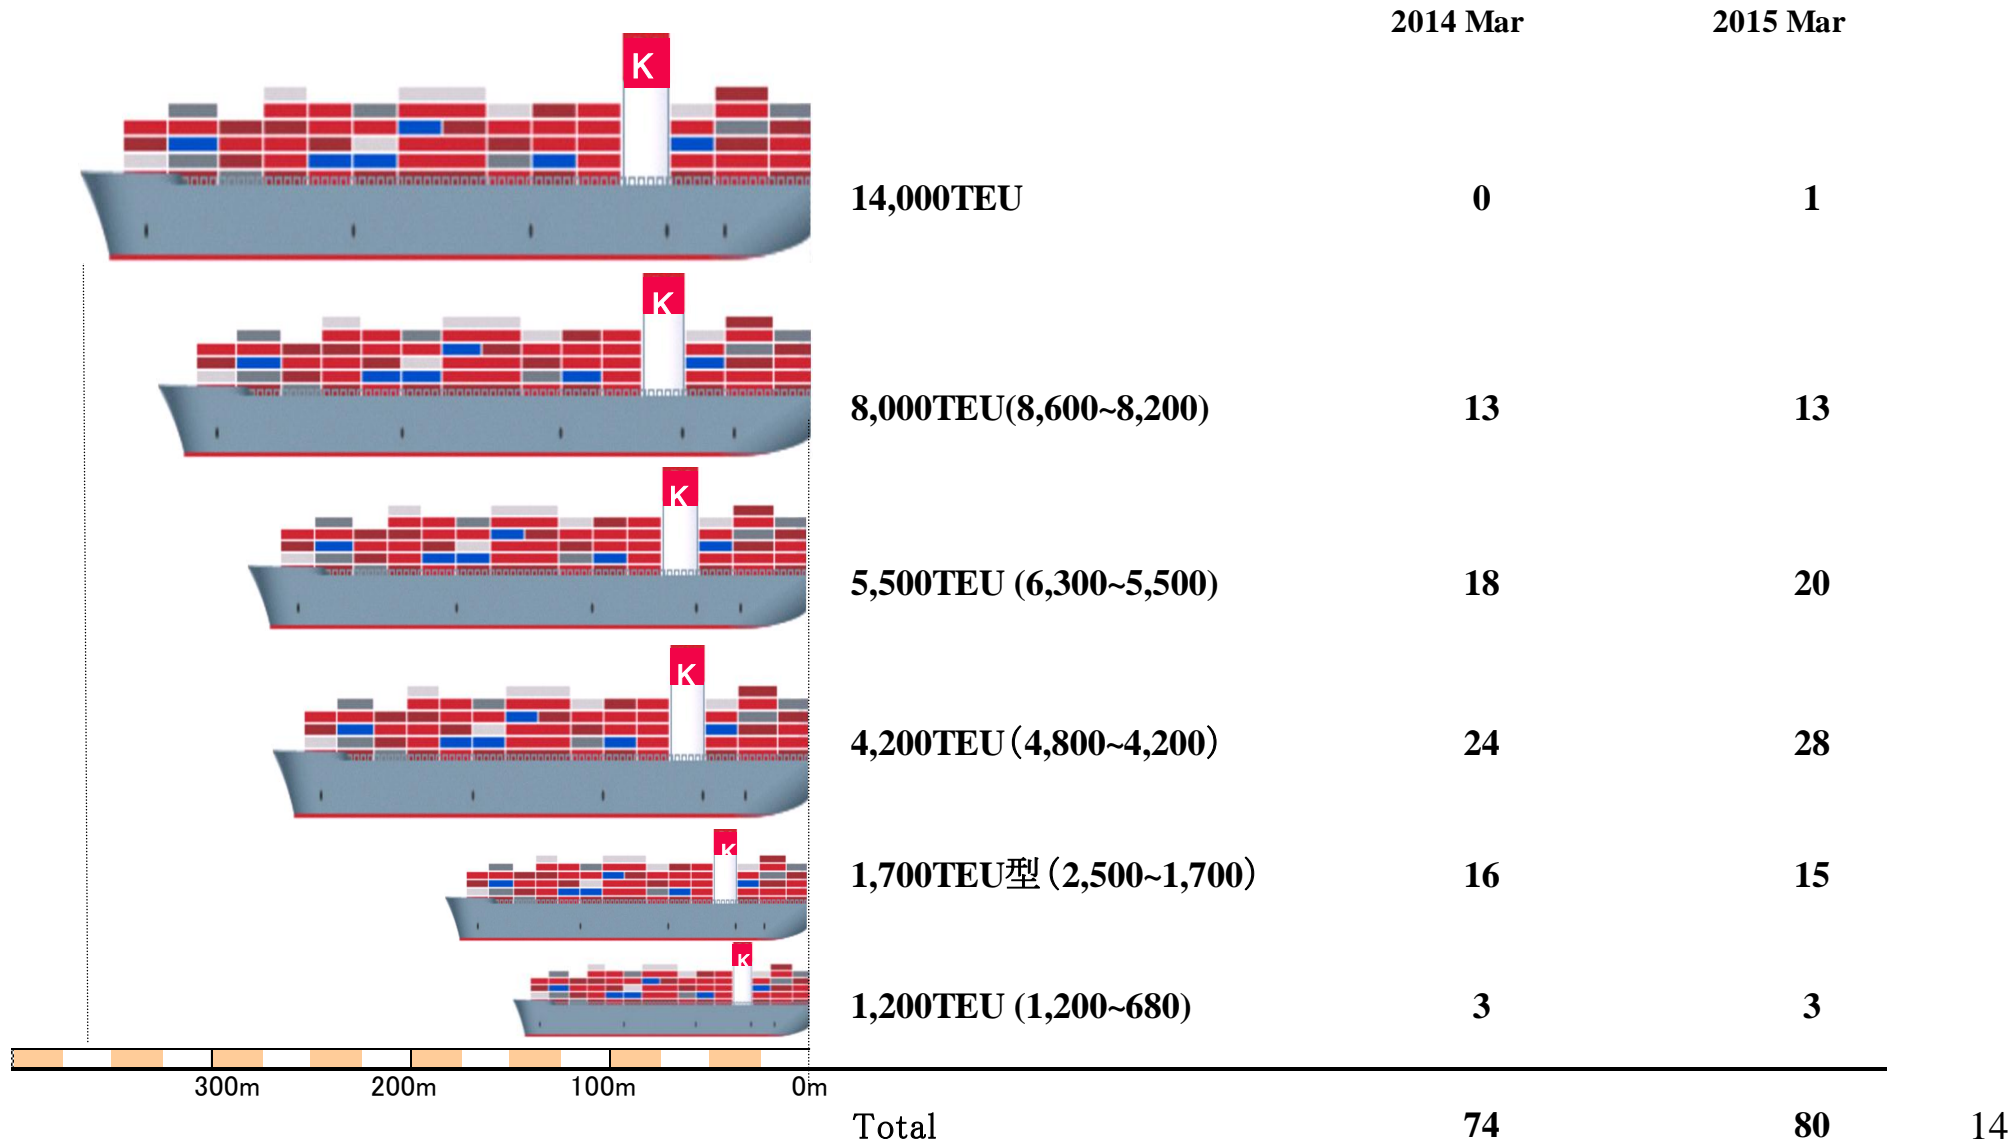 2014 Mar 2015 Mar
K
14,000TEU 0 1
K
8,000TEU(8,600~8,200) 13 13
K
5,500TEU (6,300~5,500) 18 20
K
4,200TEU（4,800~4,200） 24 28
K
1,700TEU型（2,500~1,700） 16 15
K
1,200TEU (1,200~680) 3 3
300m 200m 100m 0m
Total 74 80 14